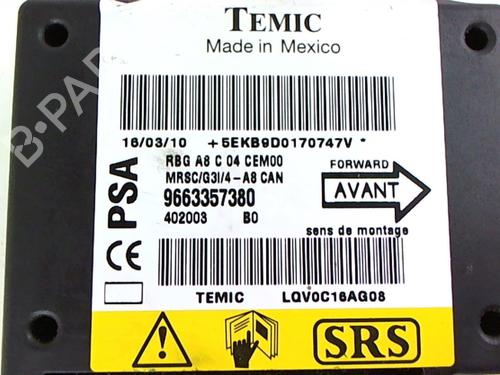 TEMIC
Made in Mexico
16/03/10 +5EKB9D0170747V *
PSA
RBG A8 C 04 CEM00
MRSC/G3I/4-A8 CAN
9663357380
402003 B0
FORWARD
AVANT
sens de montage
CE
TEMIC LQV0C16AG08
SRS
B-PARTS